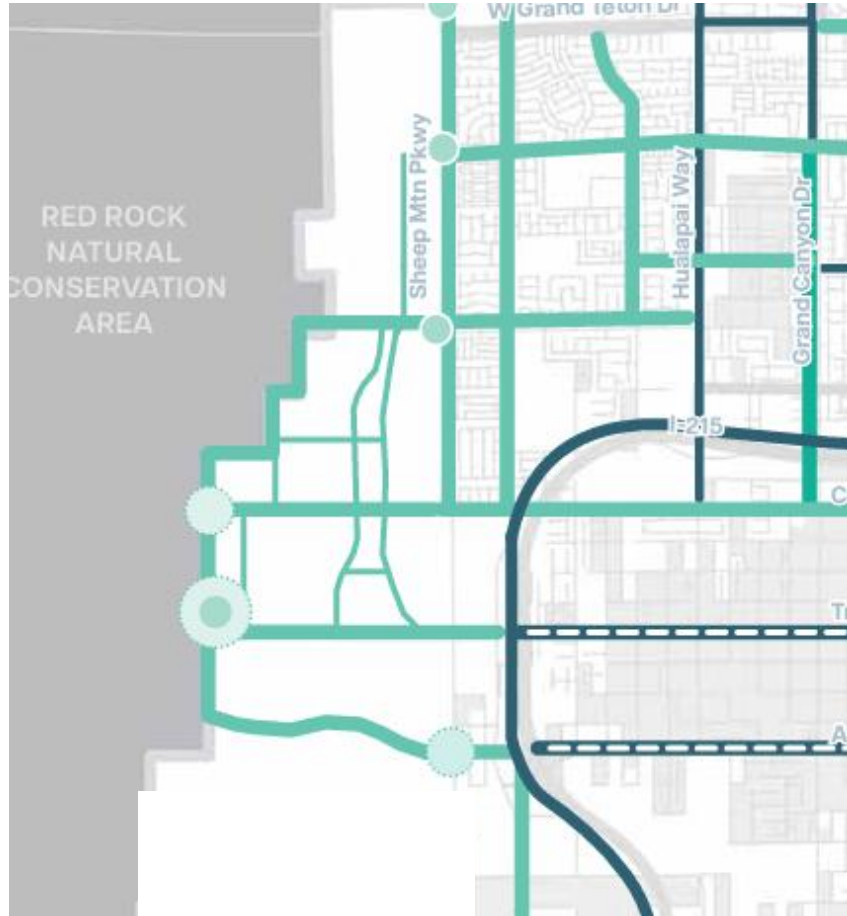 W Grand Teton Dr
Sheep Mtn Pkwy
Hualapai Way
Grand Canyon Dr
RED ROCK
NATURAL
CONSERVATION
AREA
I-215